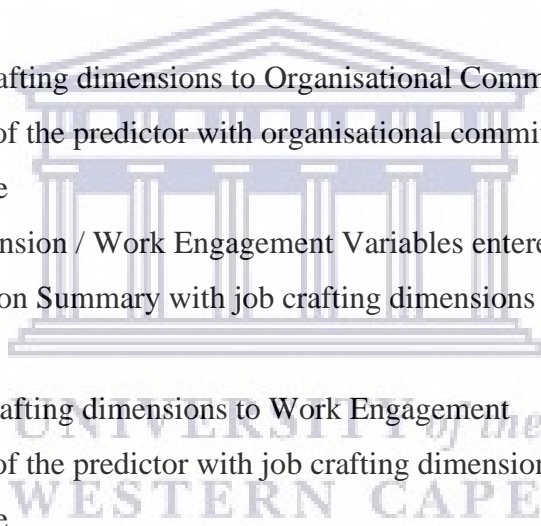 afting dimensions to Organisational Comm
of the predictor with organisational commi
e
nsion / Work Engagement Variables entere
on Summary with job crafting dimensions
afting dimensions to Work Engagement
UNIVERSITY of the
of the predictor with job crafting dimension
WESTERN CAPE
e